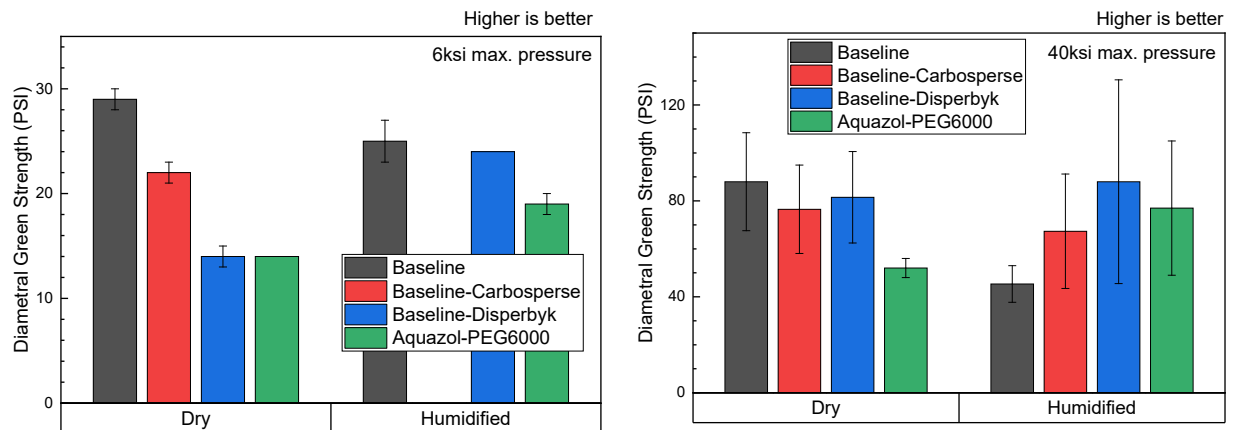 Higher is better
6ksi max. pressure
Diametral Green Strength (PSI)
30
20
10
0
Baseline
Baseline-Carbosperse
Baseline-Disperbyk
Aquazol-PEG6000
Dry
Humidified
Higher is better
40ksi max. pressure
Diametral Green Strength (PSI)
120
80
40
0
Baseline
Baseline-Carbosperse
Baseline-Disperbyk
Aquazol-PEG6000
Dry
Humidified